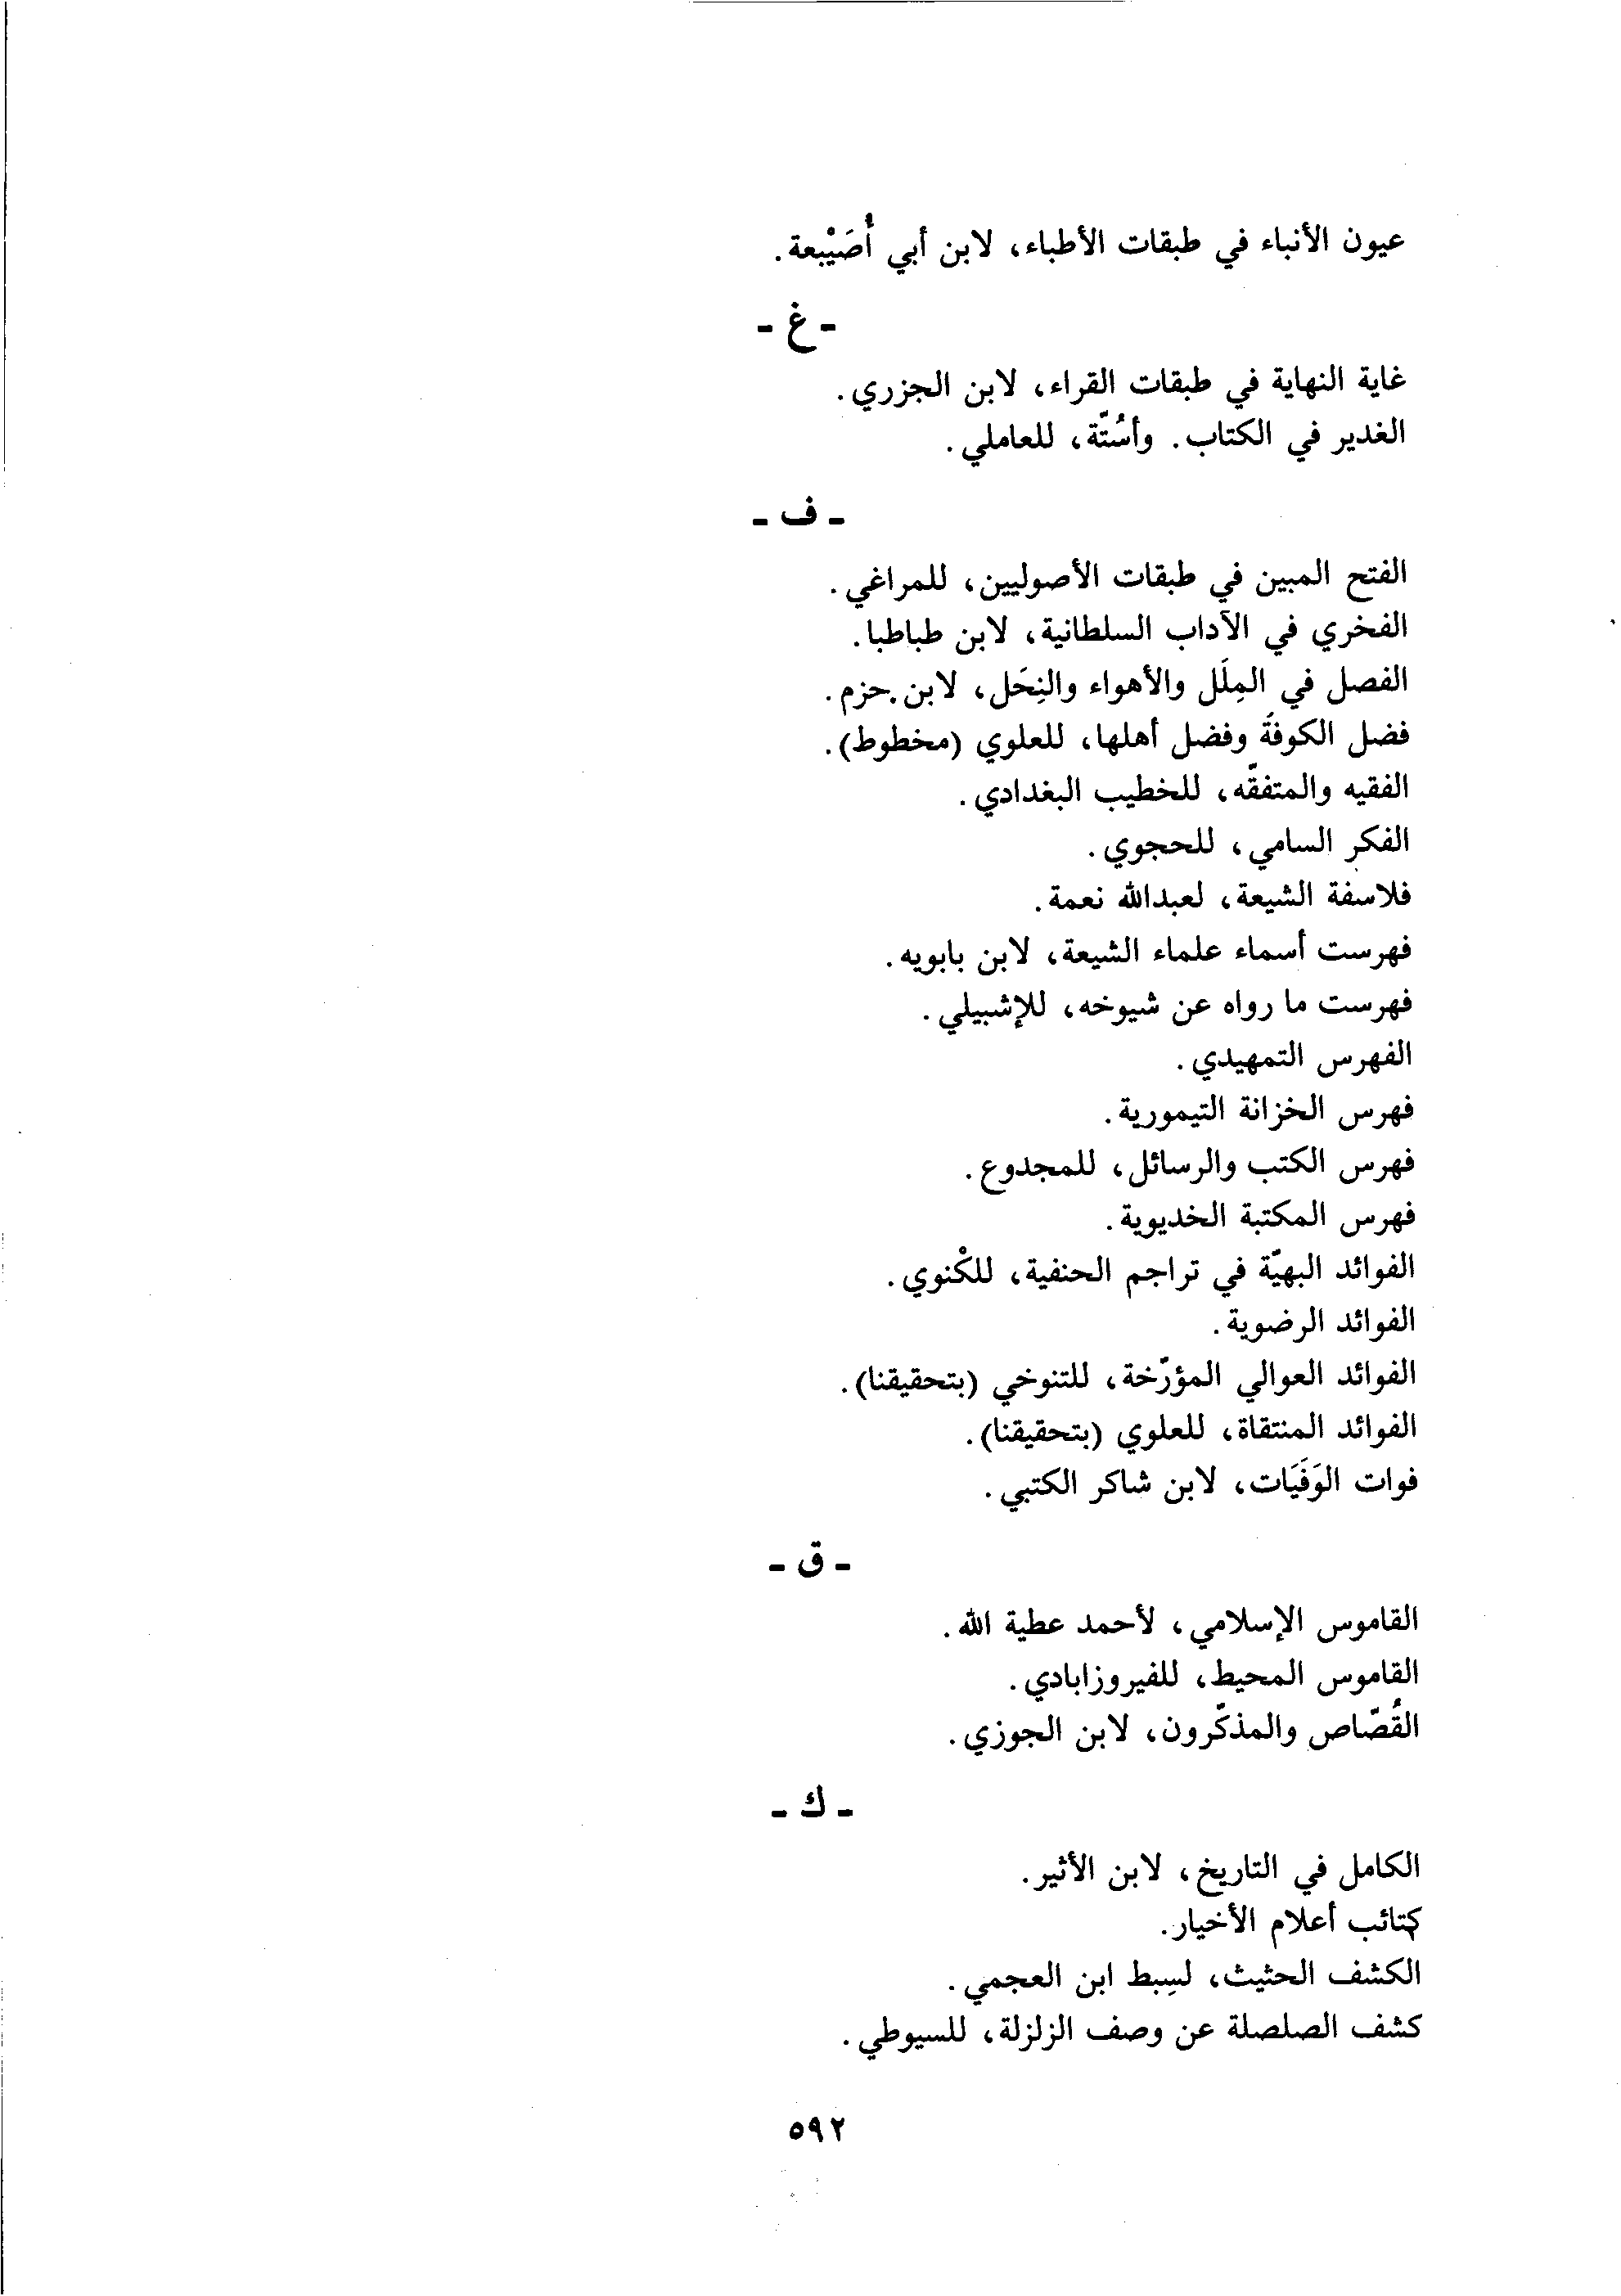 عيون الأنباء في طبقات الأطباء، لابن أبي أُصَيْبعة.
- غ -
غاية النهاية في طبقات القراء، لابن الجزري.
الغدير في الكتاب. وأسُتّة، للعاملي.
- ف -
الفتح المبين في طبقات الأصوليين، للمراغي.
الفخري في الآداب السلطانية، لابن طباطبا.
الفصل في المِلَل والأهواء والنِحَل، لابن حزم.
فضل الكوفةَ وفضل أهلها، للعلوي (مخطوط).
الفقيه والمتفقّه، للخطيب البغدادي.
الفكر السامي، للحجوي.
فلاسفة الشيعة، لعبدالله نعمة.
فهرست أسماء علماء الشيعة، لابن بابويه.
فهرست ما رواه عن شيوخه، للإشبيلي.
الفهرس التمهيدي.
فهرس الخزانة التيمورية.
فهرس الكتب والرسائل، للمجدوع.
فهرس المكتبة الخديوية.
الفوائد البهيّة في تراجم الحنفية، للكْنوي.
الفوائد الرضوية.
الفوائد العوالي المؤرّخة، للتنوخي (بتحقيقنا).
الفوائد المنتقاة، للعلوي (بتحقيقنا).
فوات الوَفَيَات، لابن شاكر الكتبي.
- ق -
القاموس الإسلامي، لأحمد عطية الله.
القاموس المحيط، للفيروزابادي.
القُصّاص والمذكّرون، لابن الجوزي.
- ك -
الكامل في التاريخ، لابن الأثير.
كتائب أعلام الأخيار.
الكشف الحثيث، لسِبط ابن العجمي.
كشف الصلصلة عن وصف الزلزلة، للسيوطي.
٥٩٢